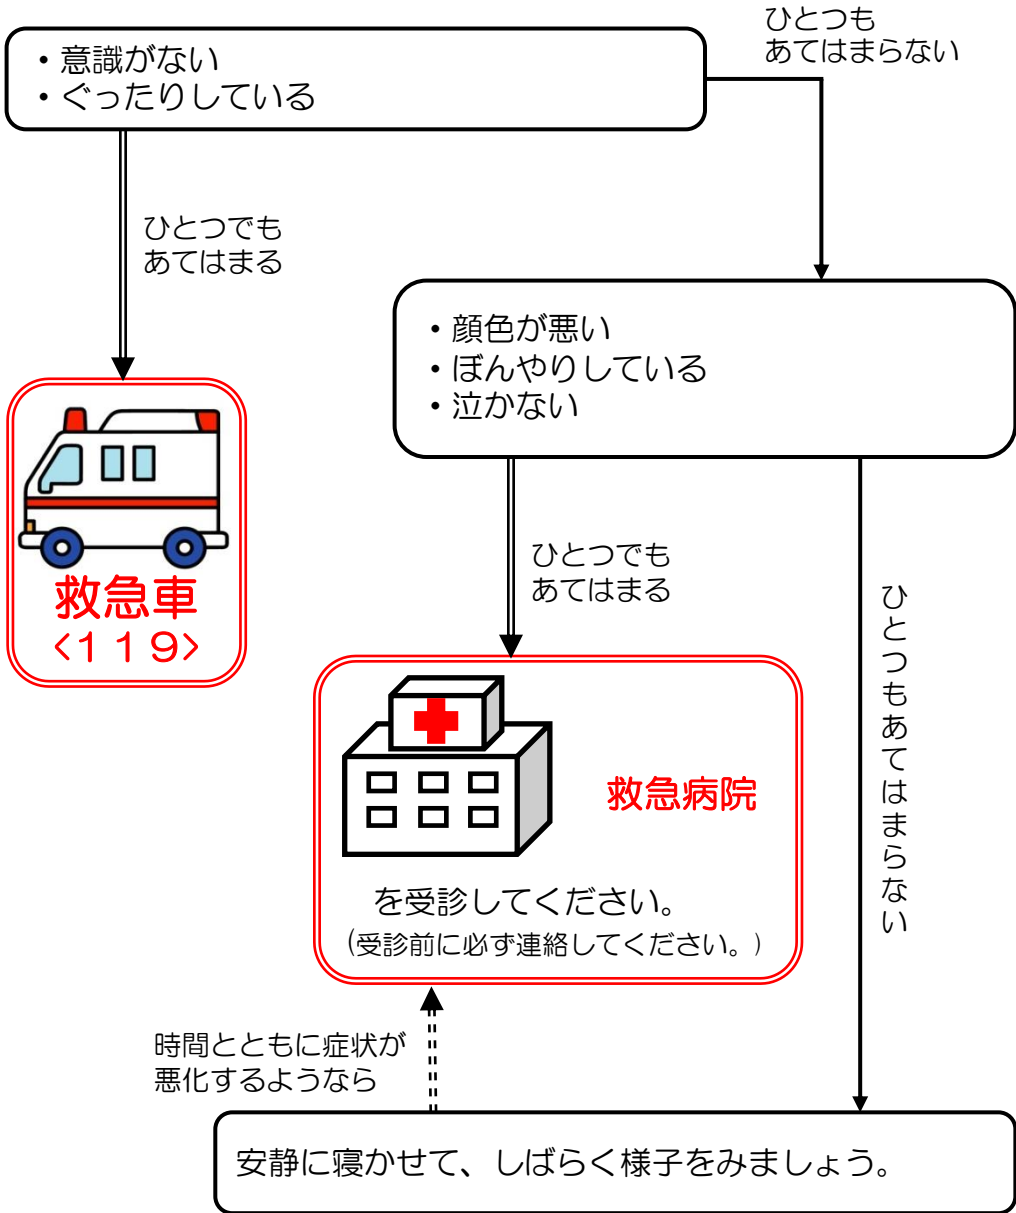 ひとつも
あてはまらない
・意識がない
・ぐったりしている
ひとつでも
あてはまる
・顔色が悪い
・ぼんやりしている
・泣かない
救急車
<119>
ひとつでも
あてはまる
ひとつもあてはまらない
救急病院
を受診してください。
(受診前に必ず連絡してください。)
時間とともに症状が
悪化するようなら
安静に寝かせて、しばらく様子をみましょう。